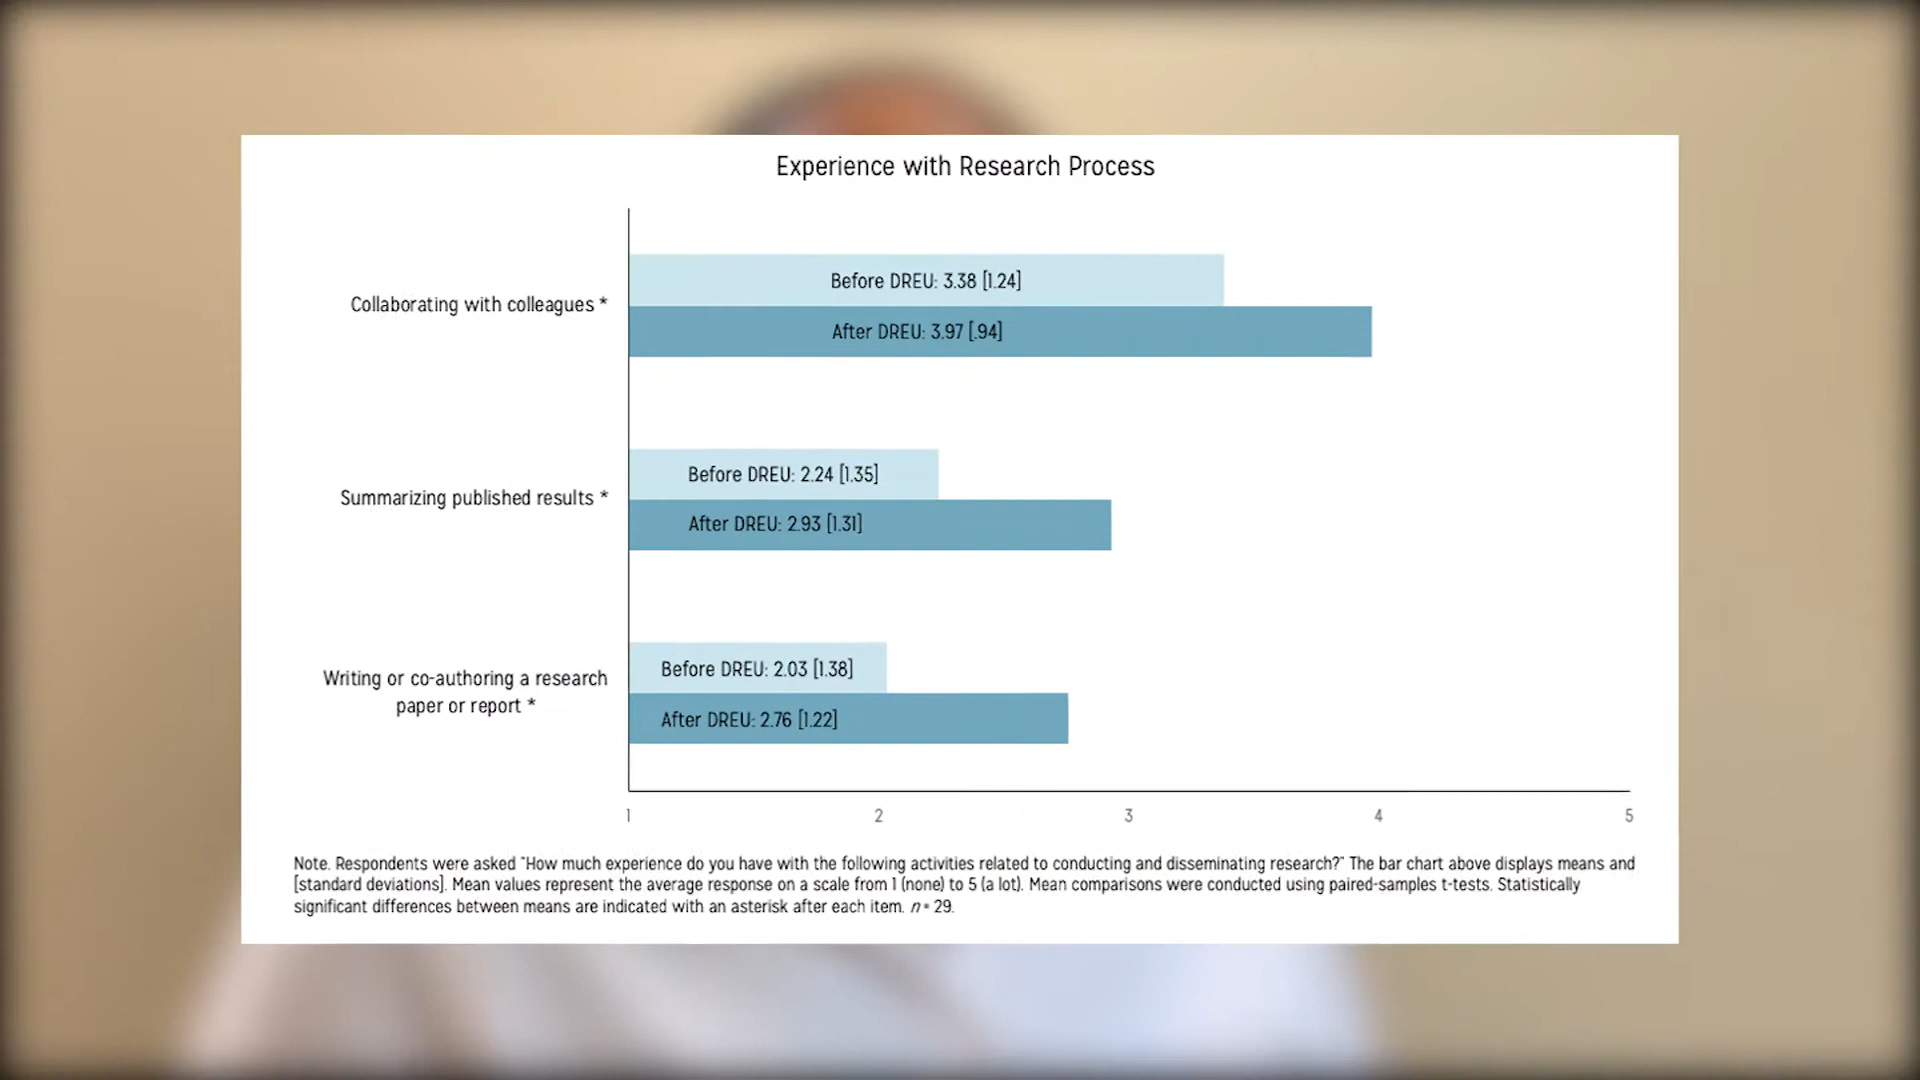 Experience with Research Process
Collaborating with colleagues *
Before DREU: 3.38 [1.24]
After DREU: 3.97 [.94]
Summarizing published results *
Before DREU: 2.24 [1.35]
After DREU: 2.93 [1.31]
Writing or co-authoring a research
paper or report *
Before DREU: 2.03 [1.38]
After DREU: 2.76 [1.22]
1 2 3 4 5
Note. Respondents were asked "How much experience do you have with the following activities related to conducting and disseminating research?" The bar chart above displays means and
[standard deviations]. Mean values represent the average response on a scale from 1 (none) to 5 (a lot). Mean comparisons were conducted using paired-samples t-tests. Statistically
significant differences between means are indicated with an asterisk after each item. n = 29.